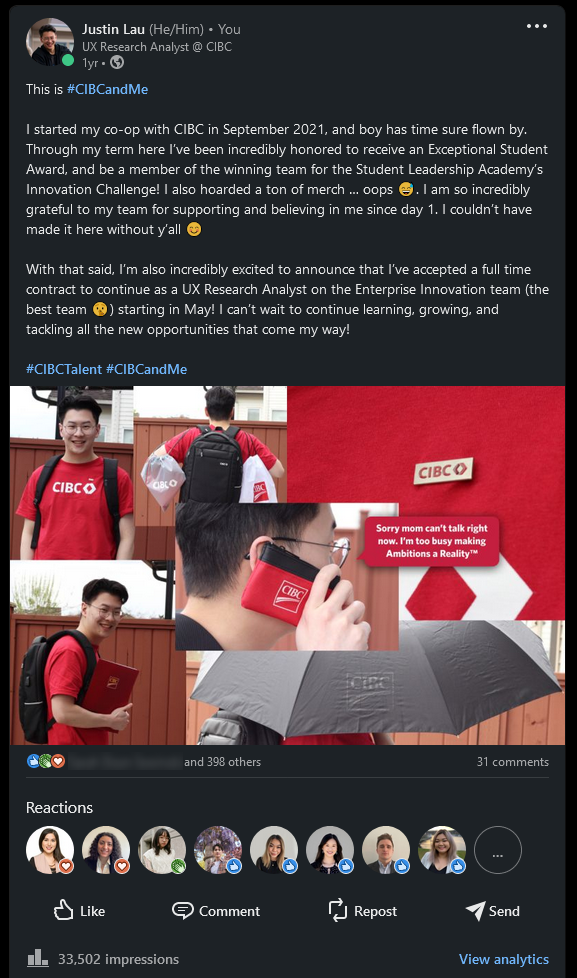 Justin Lau (He/Him) • You
UX Research Analyst @ CIBC
1yr •
This is #CIBCandMe
I started my co-op with CIBC in September 2021, and boy has time sure flown by.
Through my term here I've been incredibly honored to receive an Exceptional Student
Award, and be a member of the winning team for the Student Leadership Academy's
Innovation Challenge! I also hoarded a ton of merch ... oops 😅. I am so incredibly
grateful to my team for supporting and believing in me since day 1. I couldn't have
made it here without y'all 😊
With that said, I'm also incredibly excited to announce that I've accepted a full time
contract to continue as a UX Research Analyst on the Enterprise Innovation team (the
best team 😗) starting in May! I can't wait to continue learning, growing, and
tackling all the new opportunities that come my way!
#CIBCTalent #CIBCandMe
CIBC
CIBC
CIBC
CIBC
Sorry mom can't talk right
now. I'm too busy making
Ambitions a Reality™
CIBC
CIBC
and 398 others
31 comments
Reactions
...
Like
Comment
Repost
Send
33,502 impressions
View analytics